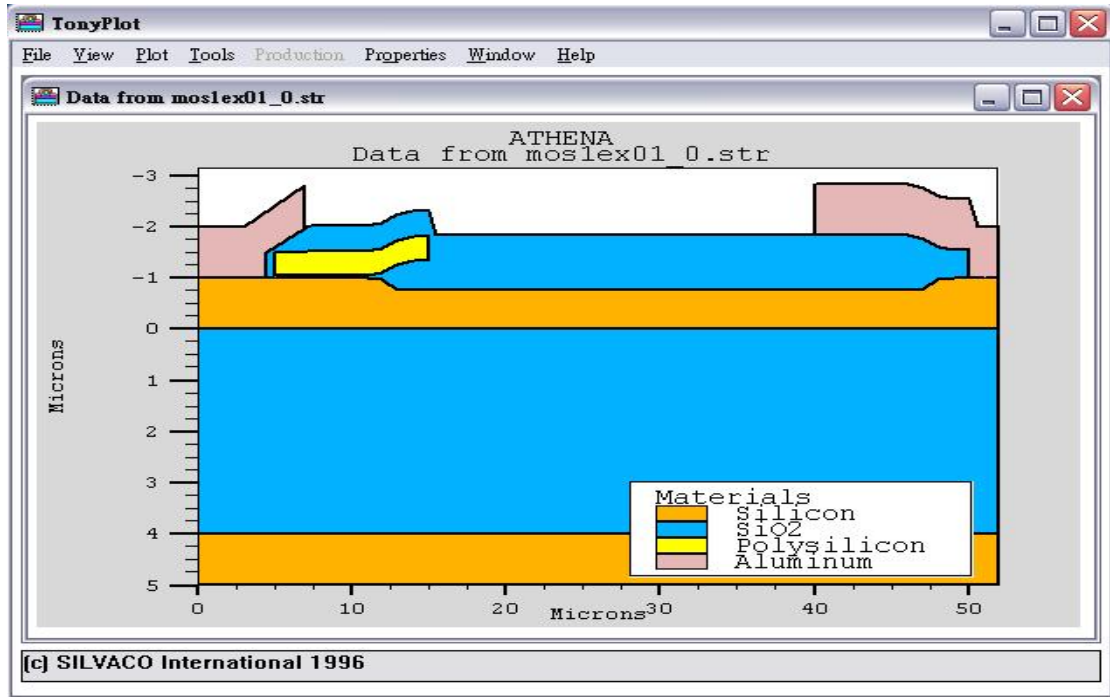 TonyPlot
File View Plot Tools Production Properties Window Help
Data from mos1ex01_0.str
ATHENA
Data from mos1ex01_0.str
-3
-2
-1
0
1
2
3
4
5
Microns
Materials
Silicon
SiO2
Polysilicon
Aluminum
0 10 20 30 40 50
Microns
(c) SILVACO International 1996